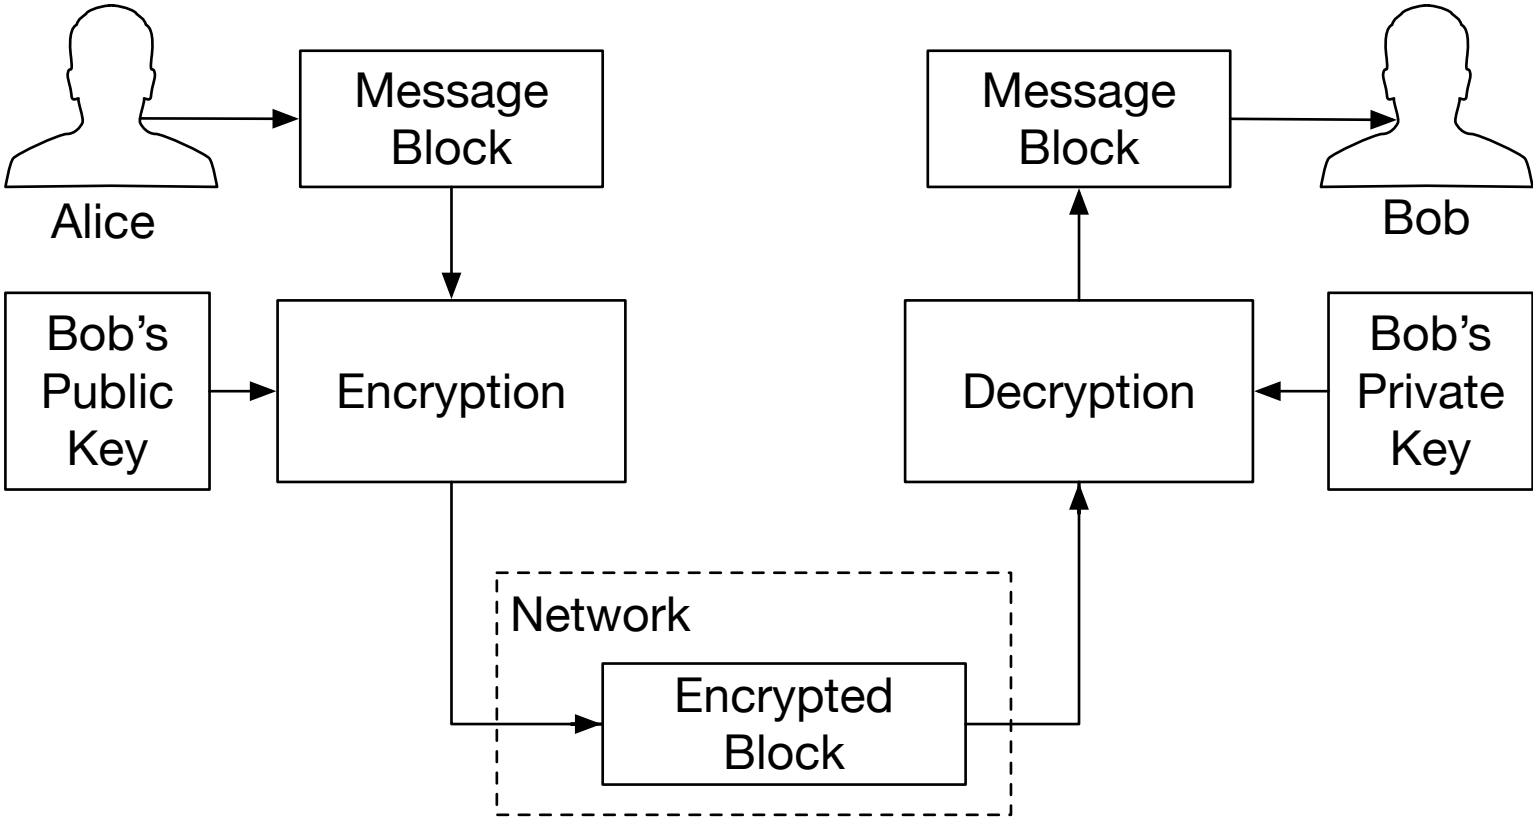 Message
Block
Message
Block
Alice
Bob
Bob’s
Public
Key
Encryption
Decryption
Bob’s
Private
Key
Network
Encrypted
Block